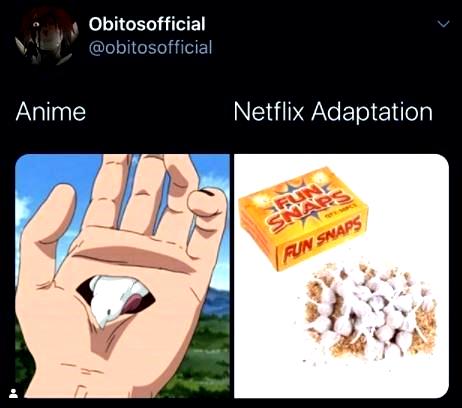 Obitosofficial
@obitosofficial
Anime
Netflix Adaptation
FUN
SNAPS
FUN SNAPS